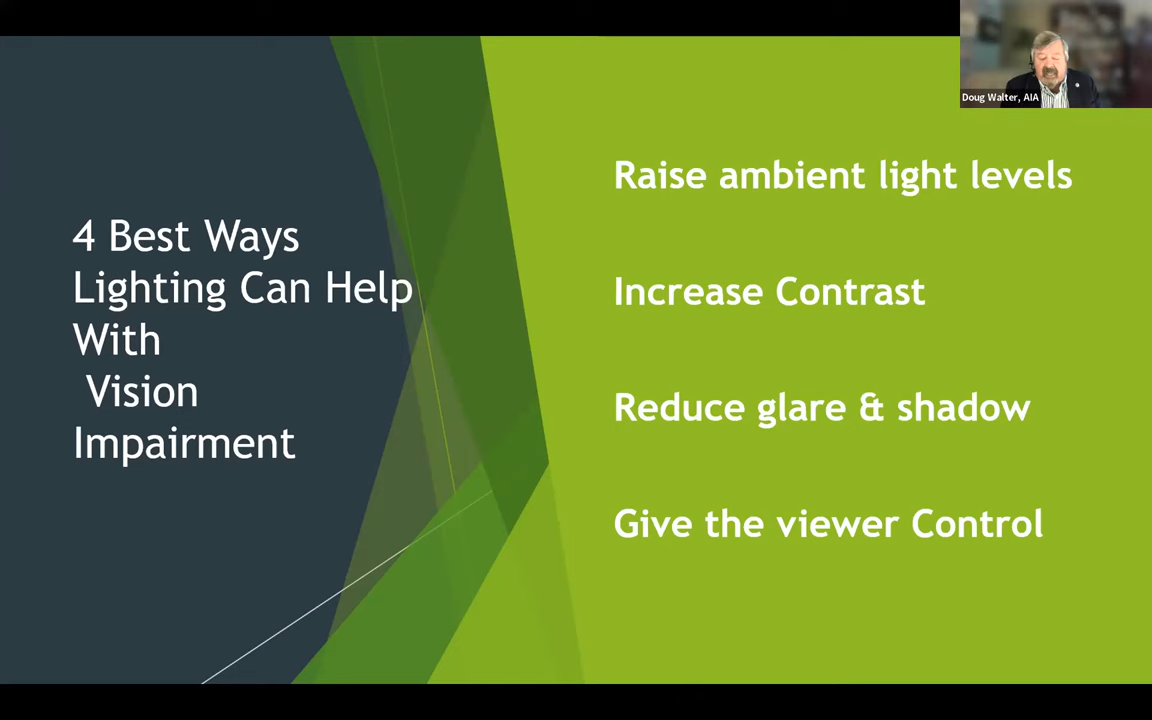 4 Best Ways
Lighting Can Help
With
Vision
Impairment
Raise ambient light levels
Increase Contrast
Reduce glare & shadow
Give the viewer Control
Doug Walter, AIA